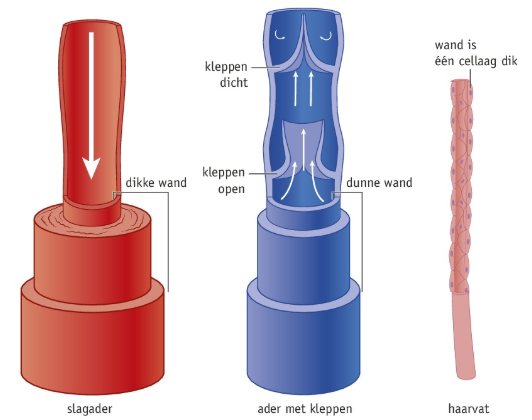 kleppen
dicht
kleppen
open
dikke wand
dunne wand
wand is
één cellaag dik
slagader
ader met kleppen
haarvat